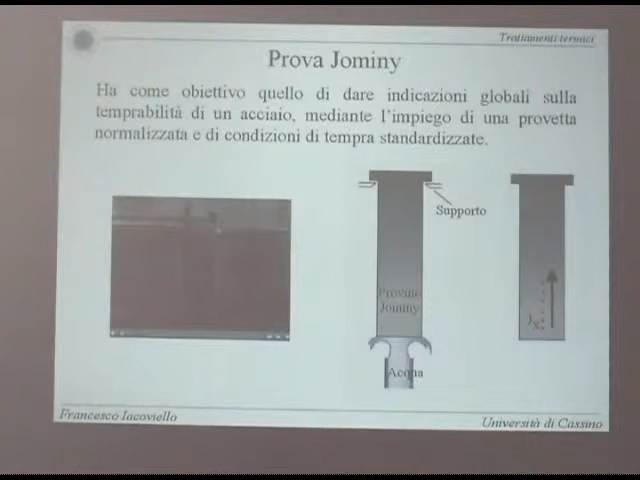 Trattamenti termici
Prova Jominy
Ha come obiettivo quello di dare indicazioni globali sulla
temprabilità di un acciaio, mediante l'impiego di una provetta
normalizzata e di condizioni di tempra standardizzate.
Supporto
Provino
Jominy
Jx
Acqua
Francesco Iacoviello
Università di Cassino